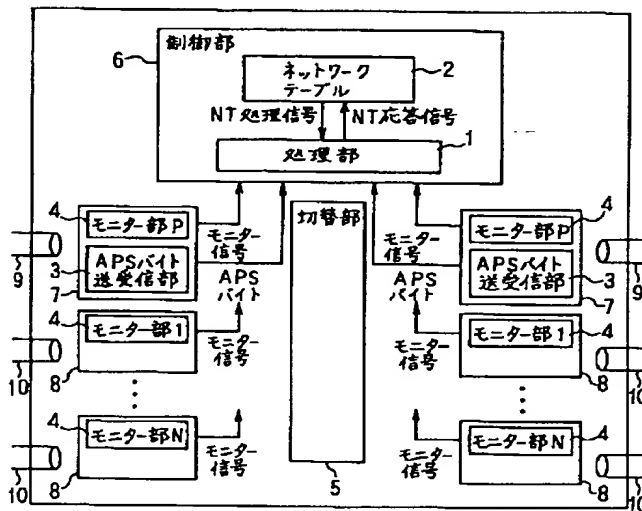 制御部
6
ネットワーク
テーブル
2
NT処理信号
NT応答信号
1
処理部
4
モニター部P
モニター
信号
3
APSバイト
送受信部
APS
バイト
9
7
4
モニター部1
モニター
信号
10
8
4
モニター部N
モニター
信号
10
8
切替部
5
4
モニター部P
モニター
信号
APSバイト
送受信部
3
APS
バイト
7
9
モニター部1
4
モニター
信号
8
10
4
モニター部N
モニター
信号
8
10